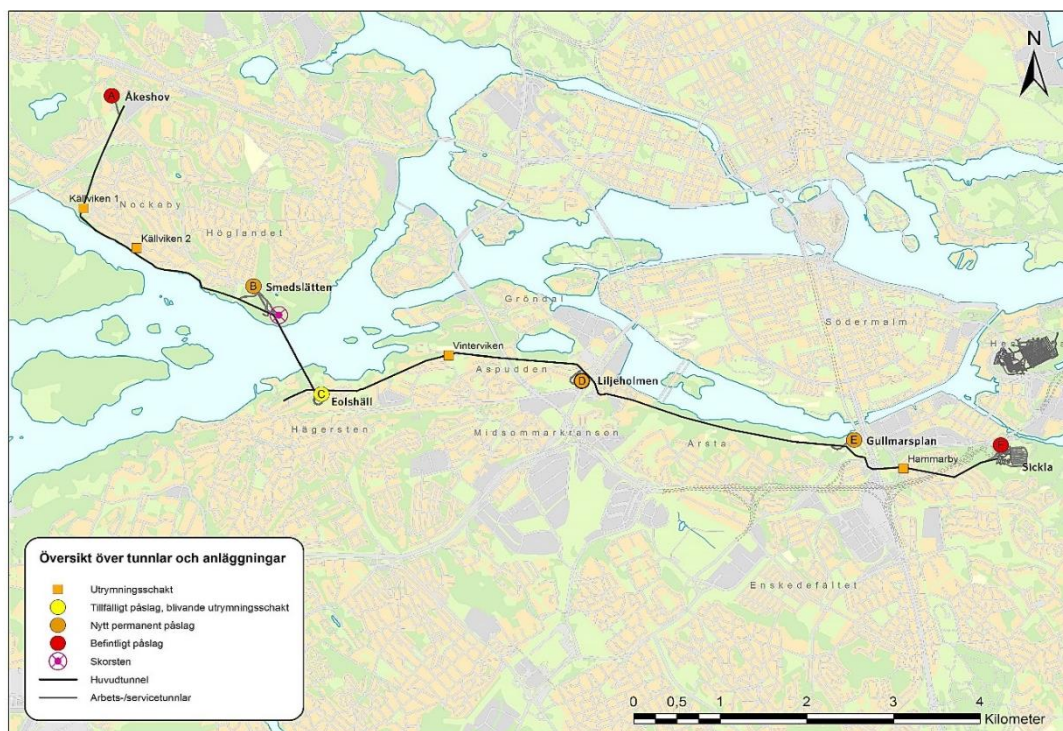 N
A
Åkeshov
Källviken 1
Nockeby
Källviken 2
Höglandet
B
Smedslätten
Gröndal
Södermalm
Vinterviken
Aspudden
D
Liljeholmen
C
Eolshäll
Hägersten
Midsommarkransen
Årsta
E
Gullmarsplan
Hammarby
Sickla
Enskedefältet
Översikt över tunnlar och anläggningar
Utrymningsschakt
Tillfälligt påslag, blivande utrymningsschakt
Nytt permanent påslag
Befintligt påslag
Skorsten
Huvudtunnel
Arbets-/servicetunnlar
0 0,5 1 2 3 4
Kilometer